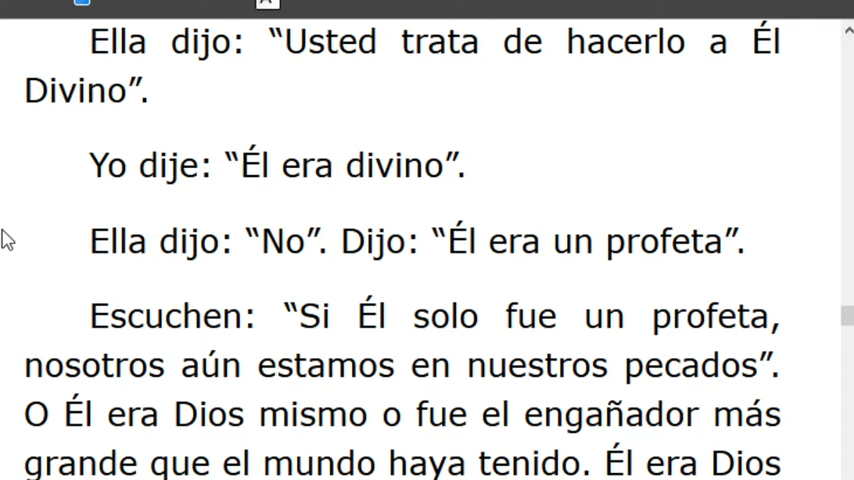 Ella dijo: “Usted trata de hacerlo a Él
Divino”.
Yo dije: “Él era divino”.
Ella dijo: “No”. Dijo: “Él era un profeta”.
Escuchen: “Si Él solo fue un profeta,
nosotros aún estamos en nuestros pecados”.
O Él era Dios mismo o fue el engañador más
grande que el mundo haya tenido. Él era Dios